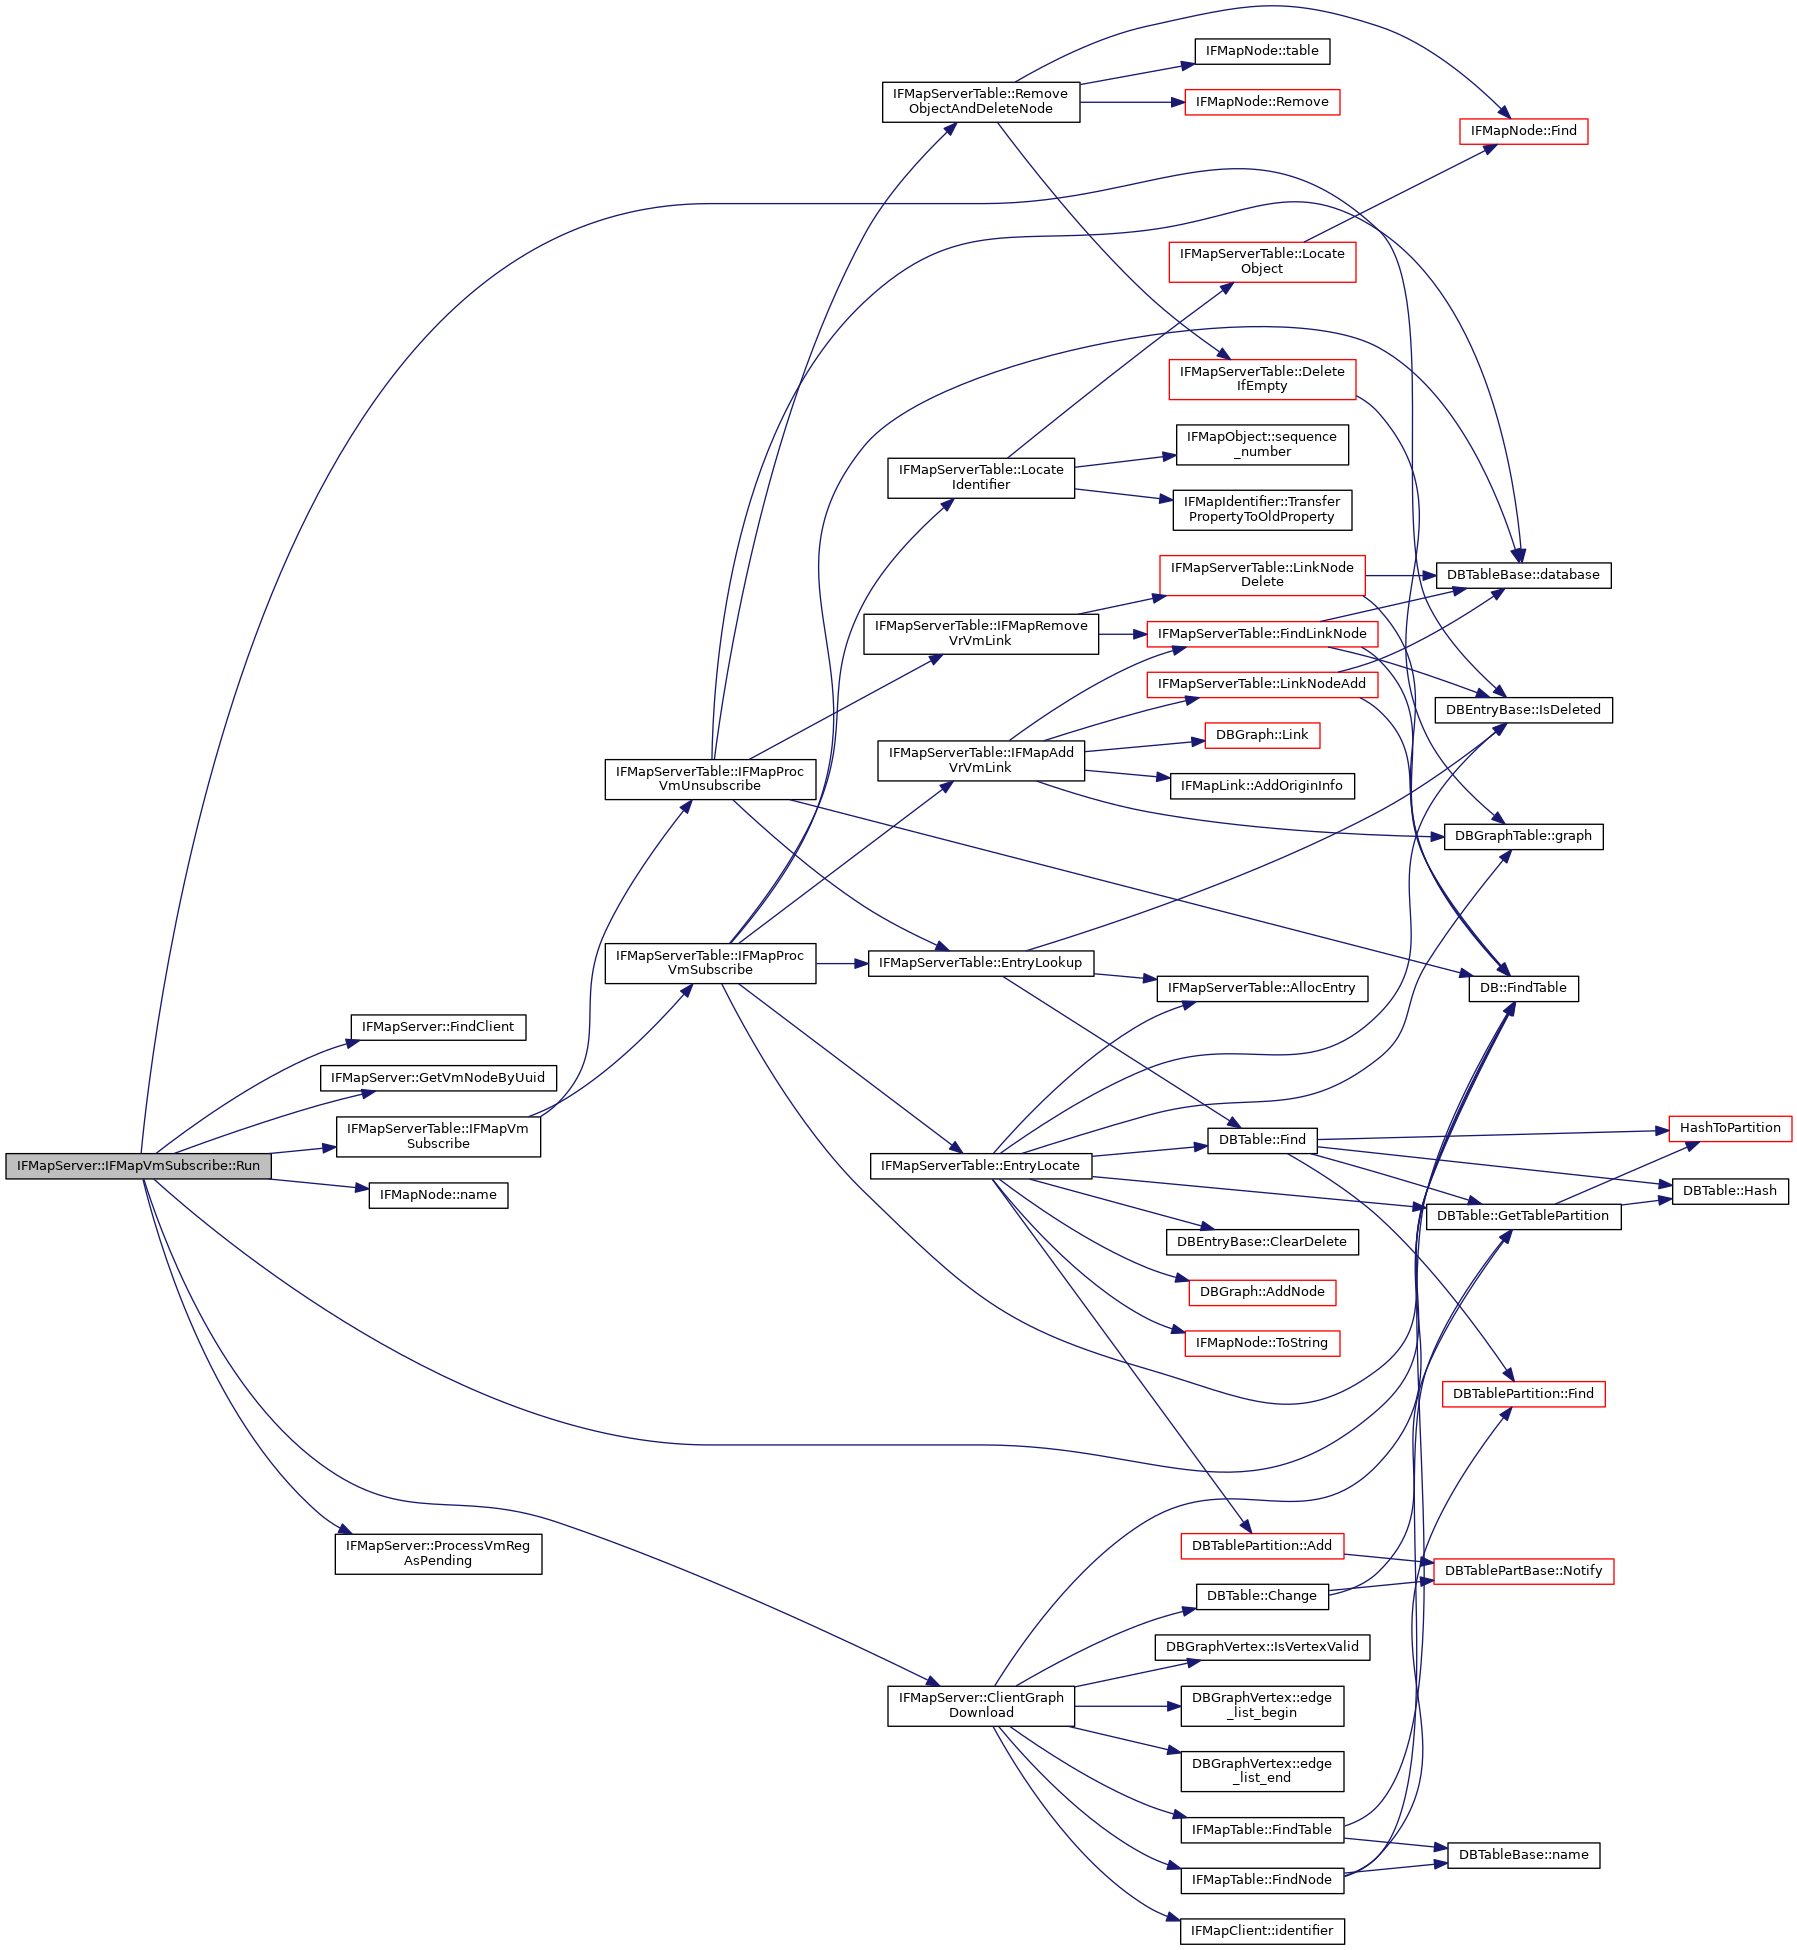 IFMapServer::IFMapVmSubscribe::Run
IFMapServer::FindClient
IFMapServer::GetVmNodeByUuid
IFMapServerTable::IFMapVm
Subscribe
IFMapNode::name
IFMapServer::ProcessVmReg
AsPending
IFMapServerTable::IFMapProc
VmUnsubscribe
IFMapServerTable::IFMapProc
VmSubscribe
IFMapServerTable::Remove
ObjectAndDeleteNode
IFMapServerTable::Locate
Identifier
IFMapServerTable::IFMapRemove
VrVmLink
IFMapServerTable::IFMapAdd
VrVmLink
IFMapServerTable::EntryLookup
IFMapServerTable::EntryLocate
IFMapServer::ClientGraph
Download
IFMapNode::table
IFMapNode::Remove
IFMapServerTable::Locate
Object
IFMapServerTable::Delete
IfEmpty
IFMapObject::sequence
_number
IFMapIdentifier::Transfer
PropertyToOldProperty
IFMapServerTable::LinkNode
Delete
IFMapServerTable::FindLinkNode
IFMapServerTable::LinkNodeAdd
DBGraph::Link
IFMapLink::AddOriginInfo
IFMapServerTable::AllocEntry
DBTable::Find
DBEntryBase::ClearDelete
DBGraph::AddNode
IFMapNode::ToString
DBTablePartition::Add
DBTable::Change
DBGraphVertex::IsVertexValid
DBGraphVertex::edge
_list_begin
DBGraphVertex::edge
_list_end
IFMapTable::FindTable
IFMapTable::FindNode
IFMapClient::identifier
IFMapNode::Find
DBTableBase::database
DBEntryBase::IsDeleted
DBGraphTable::graph
DB::FindTable
DBTable::GetTablePartition
DBTablePartition::Find
DBTablePartBase::Notify
DBTableBase::name
HashToPartition
DBTable::Hash